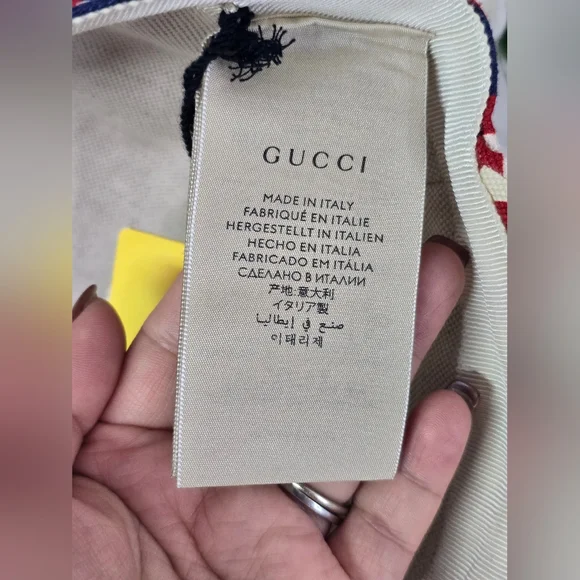 GUCCI
MADE IN ITALY
FABRIQUÉ EN ITALIE
HERGESTELLT IN ITALIEN
HECHO EN ITALIA
FABRICADO EM ITÁLIA
СДЕЛАНО В ИТАЛИИ
产地:意大利
イタリア製
صنع في إيطاليا
이태리제